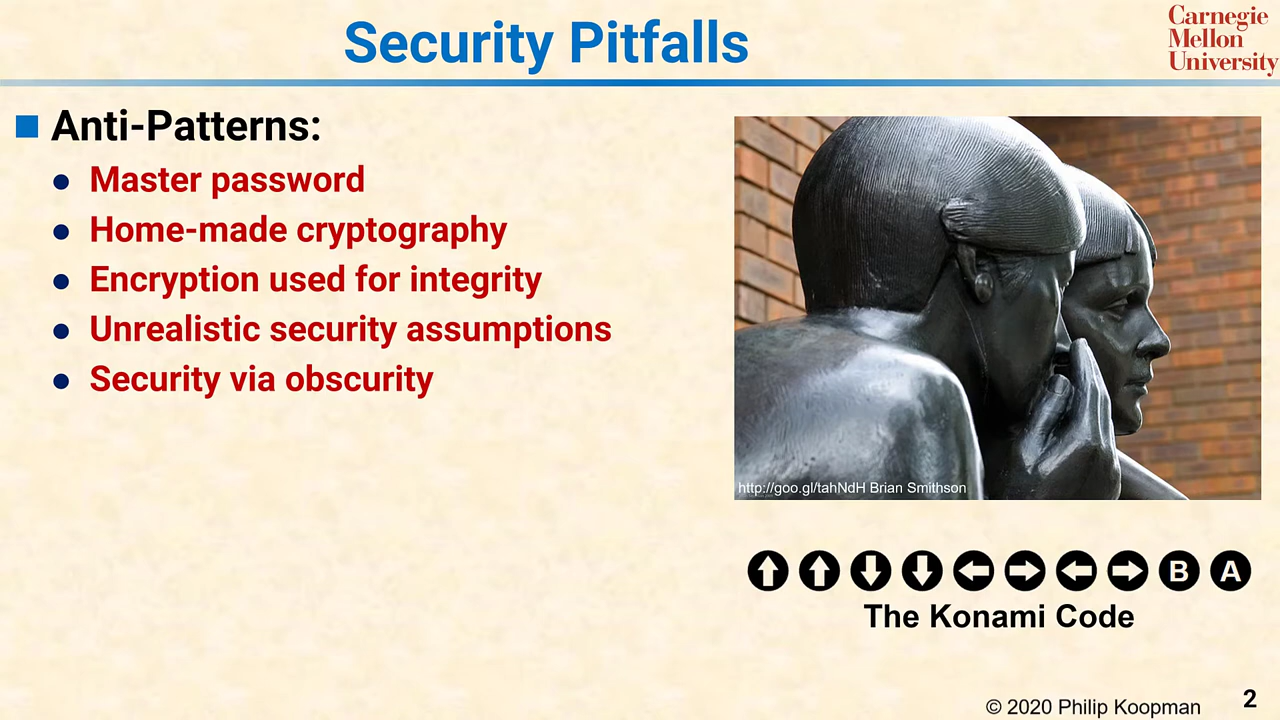 Security Pitfalls
Carnegie
Mellon
University
Anti-Patterns:
Master password
Home-made cryptography
Encryption used for integrity
Unrealistic security assumptions
Security via obscurity
http://goo.gl/tahNdH Brian Smithson
B A
The Konami Code
© 2020 Philip Koopman
2